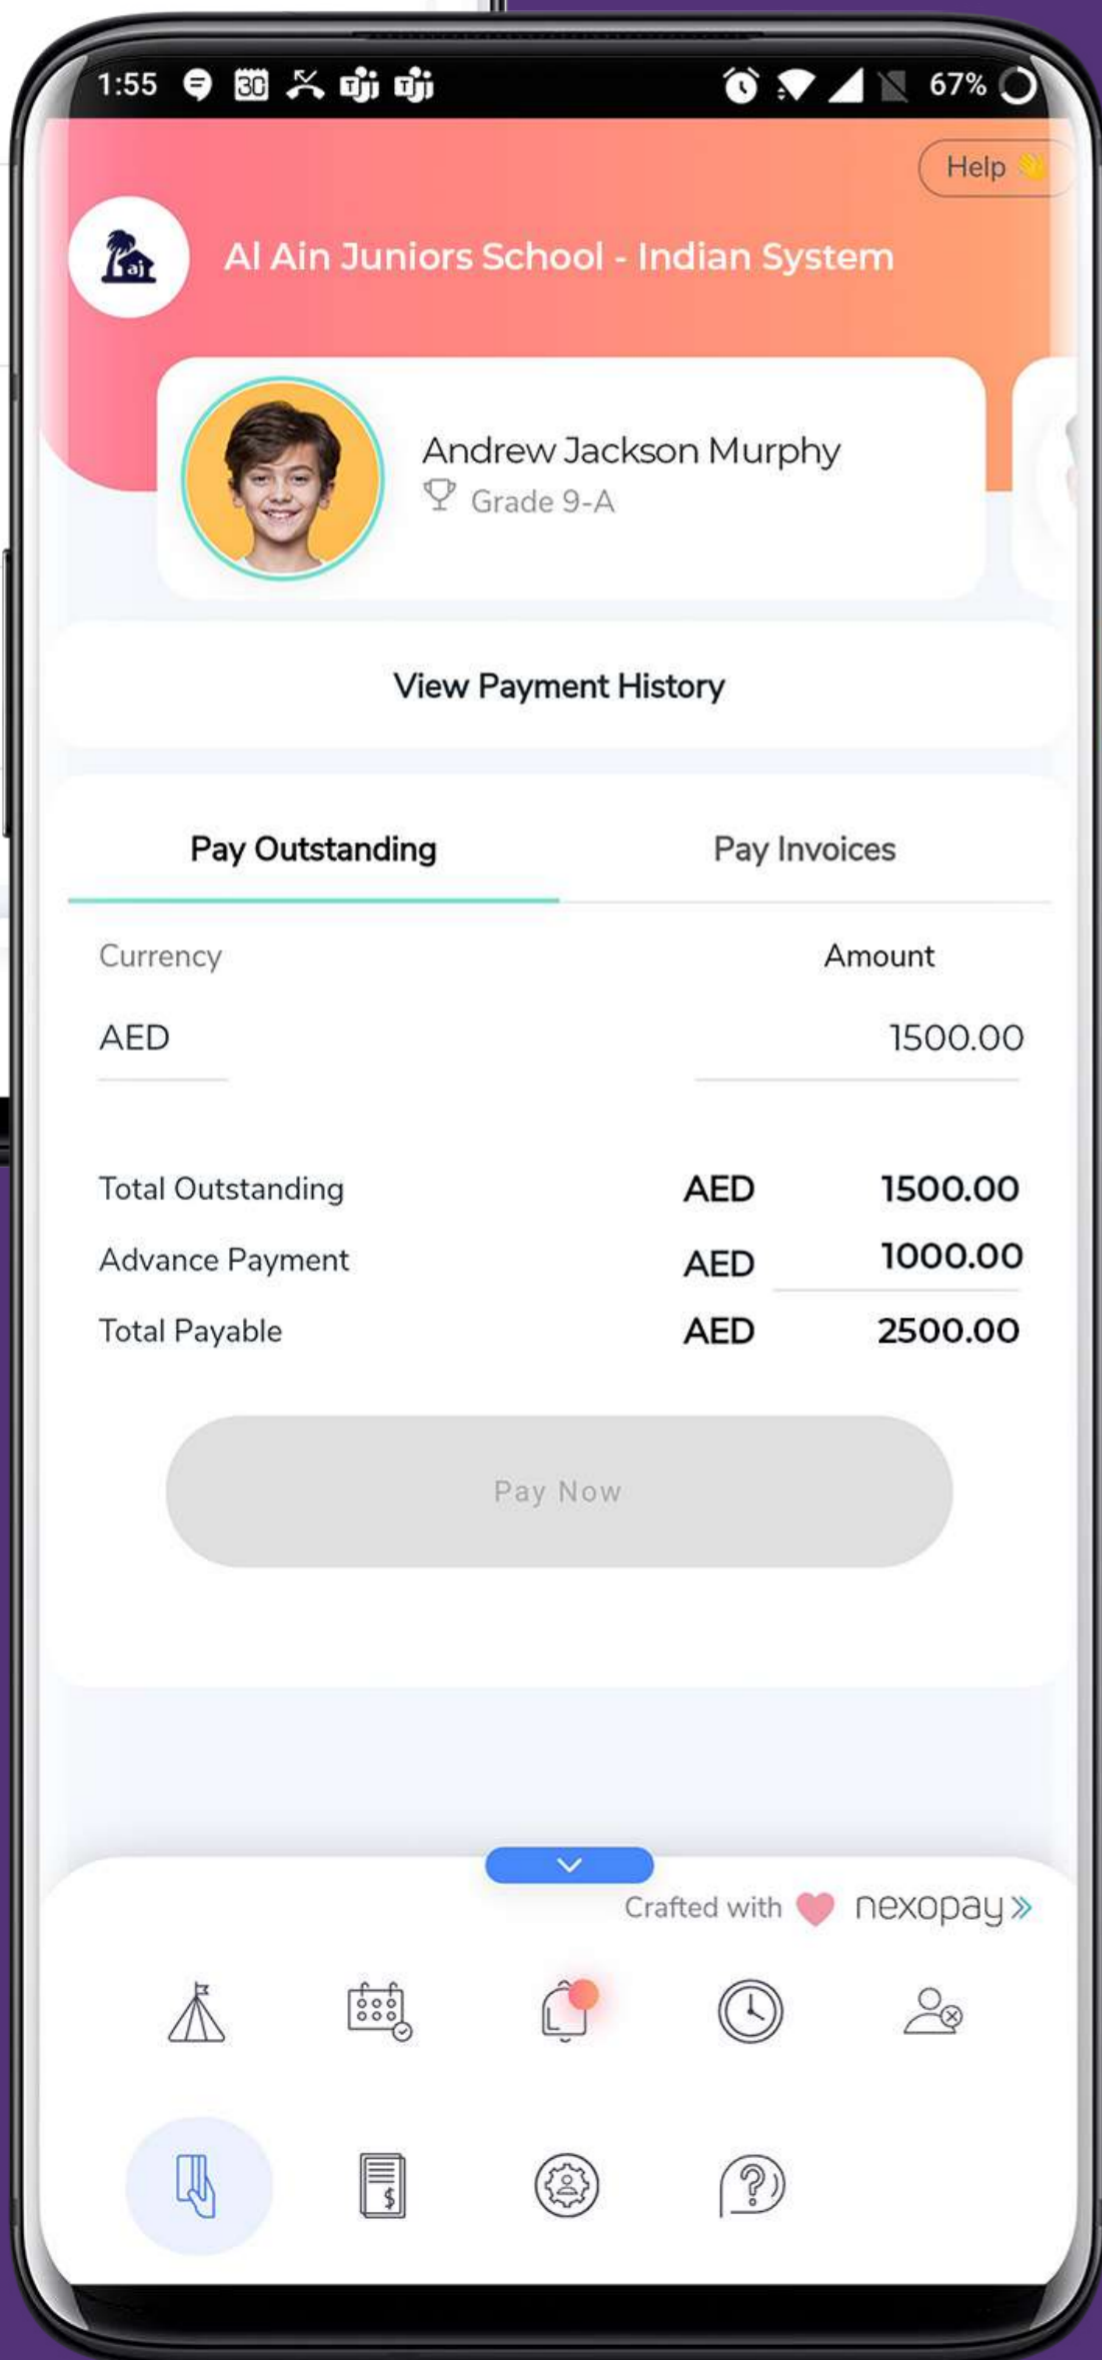 1:55 30 67%
Help
aj
Al Ain Juniors School - Indian System
Andrew Jackson Murphy
Grade 9-A
View Payment History
Pay Outstanding Pay Invoices
Currency Amount
AED 1500.00
Total Outstanding AED 1500.00
Advance Payment AED 1000.00
Total Payable AED 2500.00
Pay Now
Crafted with nexopay
$
?